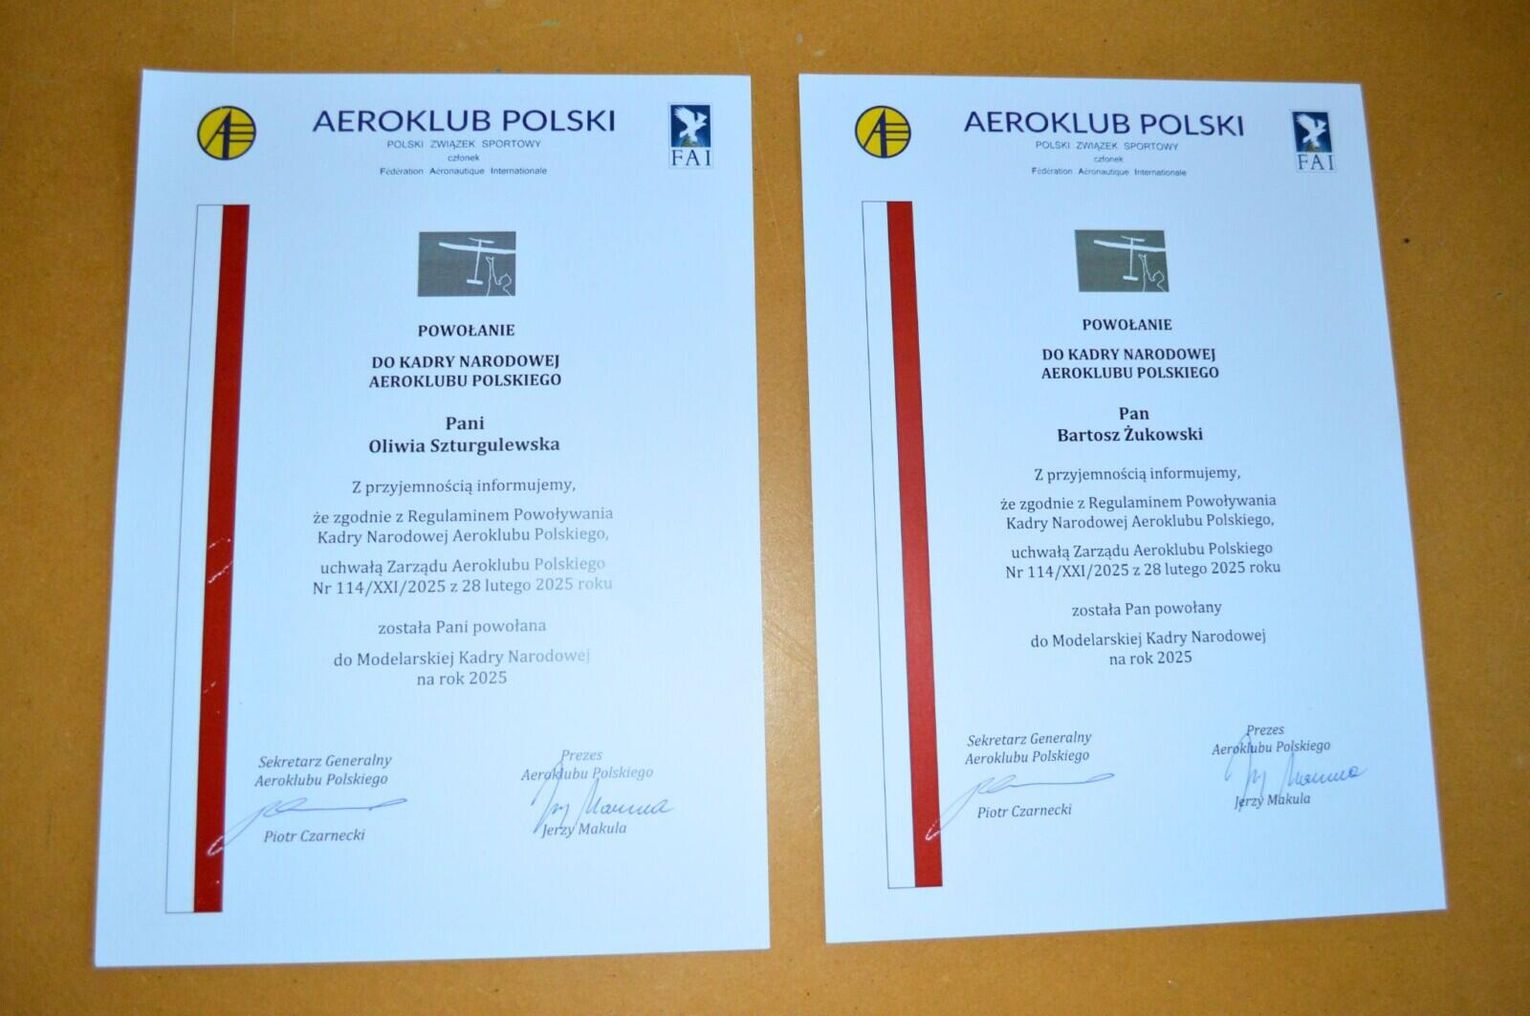 AEROKLUB POLSKI
POLSKI ZWIĄZEK SPORTOWY
członek
Fédération Aéronautique Internationale
FAI
POWOŁANIE
DO KADRY NARODOWEJ
AEROKLUBU POLSKIEGO
Pani
Oliwia Szturgulewska
Z przyjemnością informujemy,
że zgodnie z Regulaminem Powoływania
Kadry Narodowej Aeroklubu Polskiego,
uchwałą Zarządu Aeroklubu Polskiego
Nr 114/XXI/2025 z 28 lutego 2025 roku
została Pani powołana
do Modelarskiej Kadry Narodowej
na rok 2025
Sekretarz Generalny
Aeroklubu Polskiego
Piotr Czarnecki
Prezes
Aeroklubu Polskiego
Jerzy Makula
AEROKLUB POLSKI
POLSKI ZWIĄZEK SPORTOWY
członek
Fédération Aéronautique Internationale
FAI
POWOŁANIE
DO KADRY NARODOWEJ
AEROKLUBU POLSKIEGO
Pan
Bartosz Żukowski
Z przyjemnością informujemy,
że zgodnie z Regulaminem Powoływania
Kadry Narodowej Aeroklubu Polskiego,
uchwałą Zarządu Aeroklubu Polskiego
Nr 114/XXI/2025 z 28 lutego 2025 roku
została Pan powołany
do Modelarskiej Kadry Narodowej
na rok 2025
Sekretarz Generalny
Aeroklubu Polskiego
Piotr Czarnecki
Prezes
Aeroklubu Polskiego
Jerzy Makula